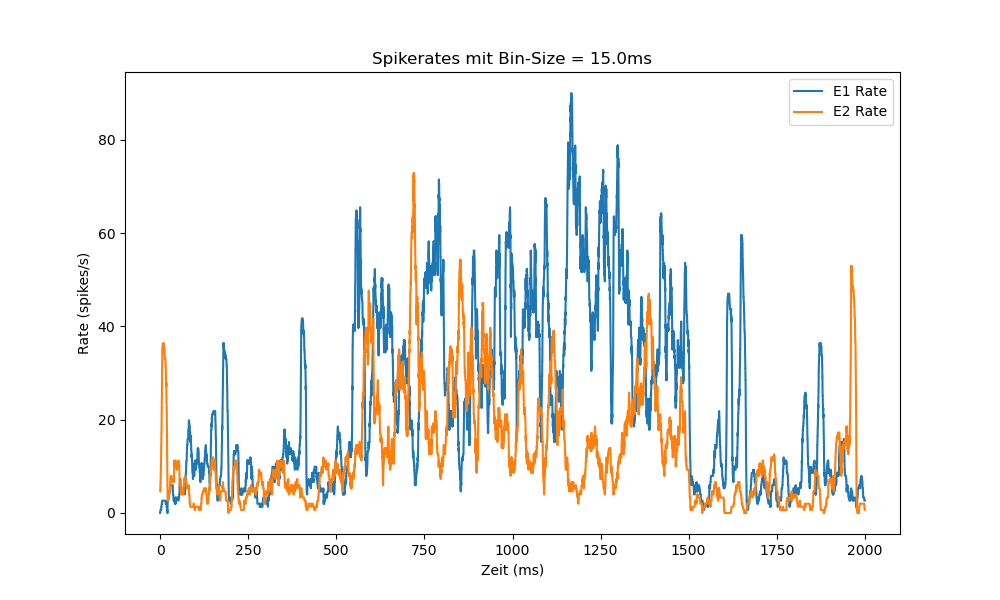 Spikerates mit Bin-Size = 15.0ms
E1 Rate
E2 Rate
80
60
40
20
0
Rate (spikes/s)
0 250 500 750 1000 1250 1500 1750 2000
Zeit (ms)